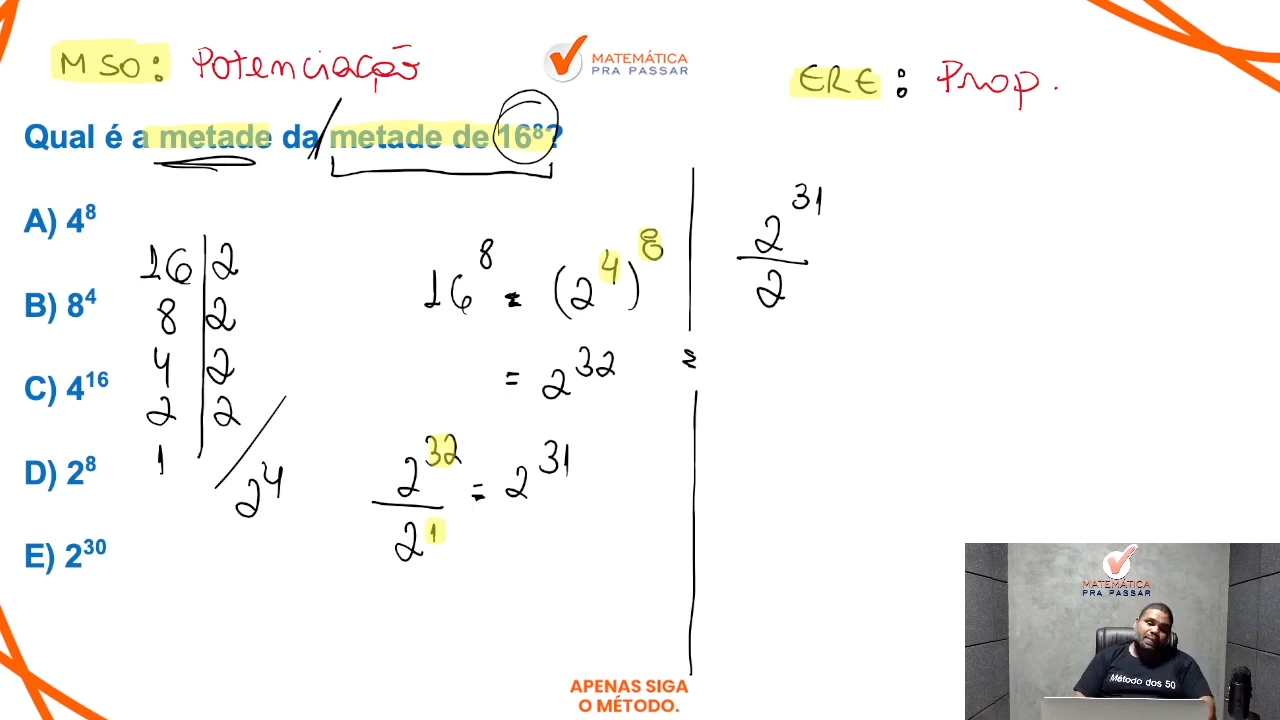 MSO: Potenciação
MATEMÁTICA
PRA PASSAR
ERE: Prop.
Qual é a metade da metade de 16⁸?
A) 4⁸
B) 8⁴
C) 4¹⁶
D) 2⁸
E) 2³⁰
16 | 2
8 | 2
4 | 2
2 | 2
1 / 2⁴
16⁸ = (2⁴)⁸
= 2³²
2³² / 2¹ = 2³¹
2³¹ / 2
=
MATEMÁTICA
PRA PASSAR
Método dos 50
APENAS SIGA
O MÉTODO.